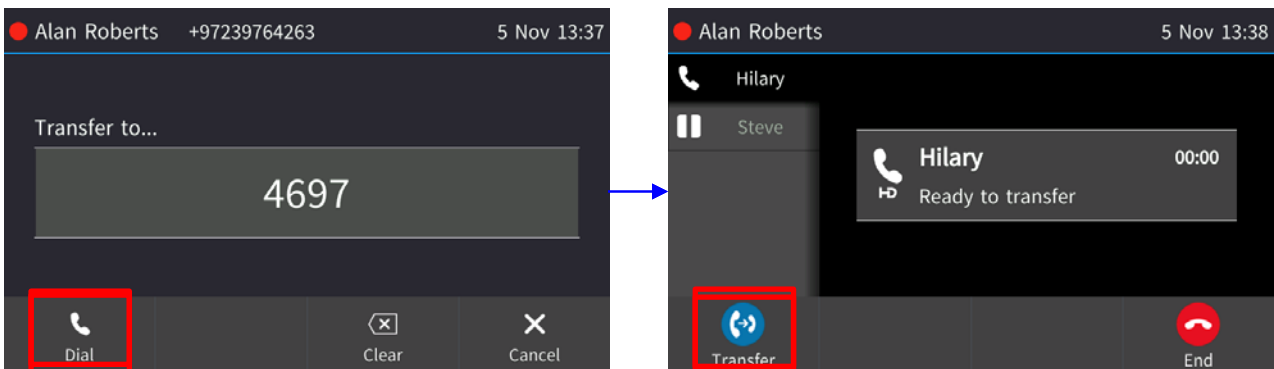 Alan Roberts +97239764263 5 Nov 13:37
Transfer to...
4697
Dial Clear Cancel
Alan Roberts 5 Nov 13:38
Hilary
Steve
Hilary 00:00
HD Ready to transfer
Transfer End